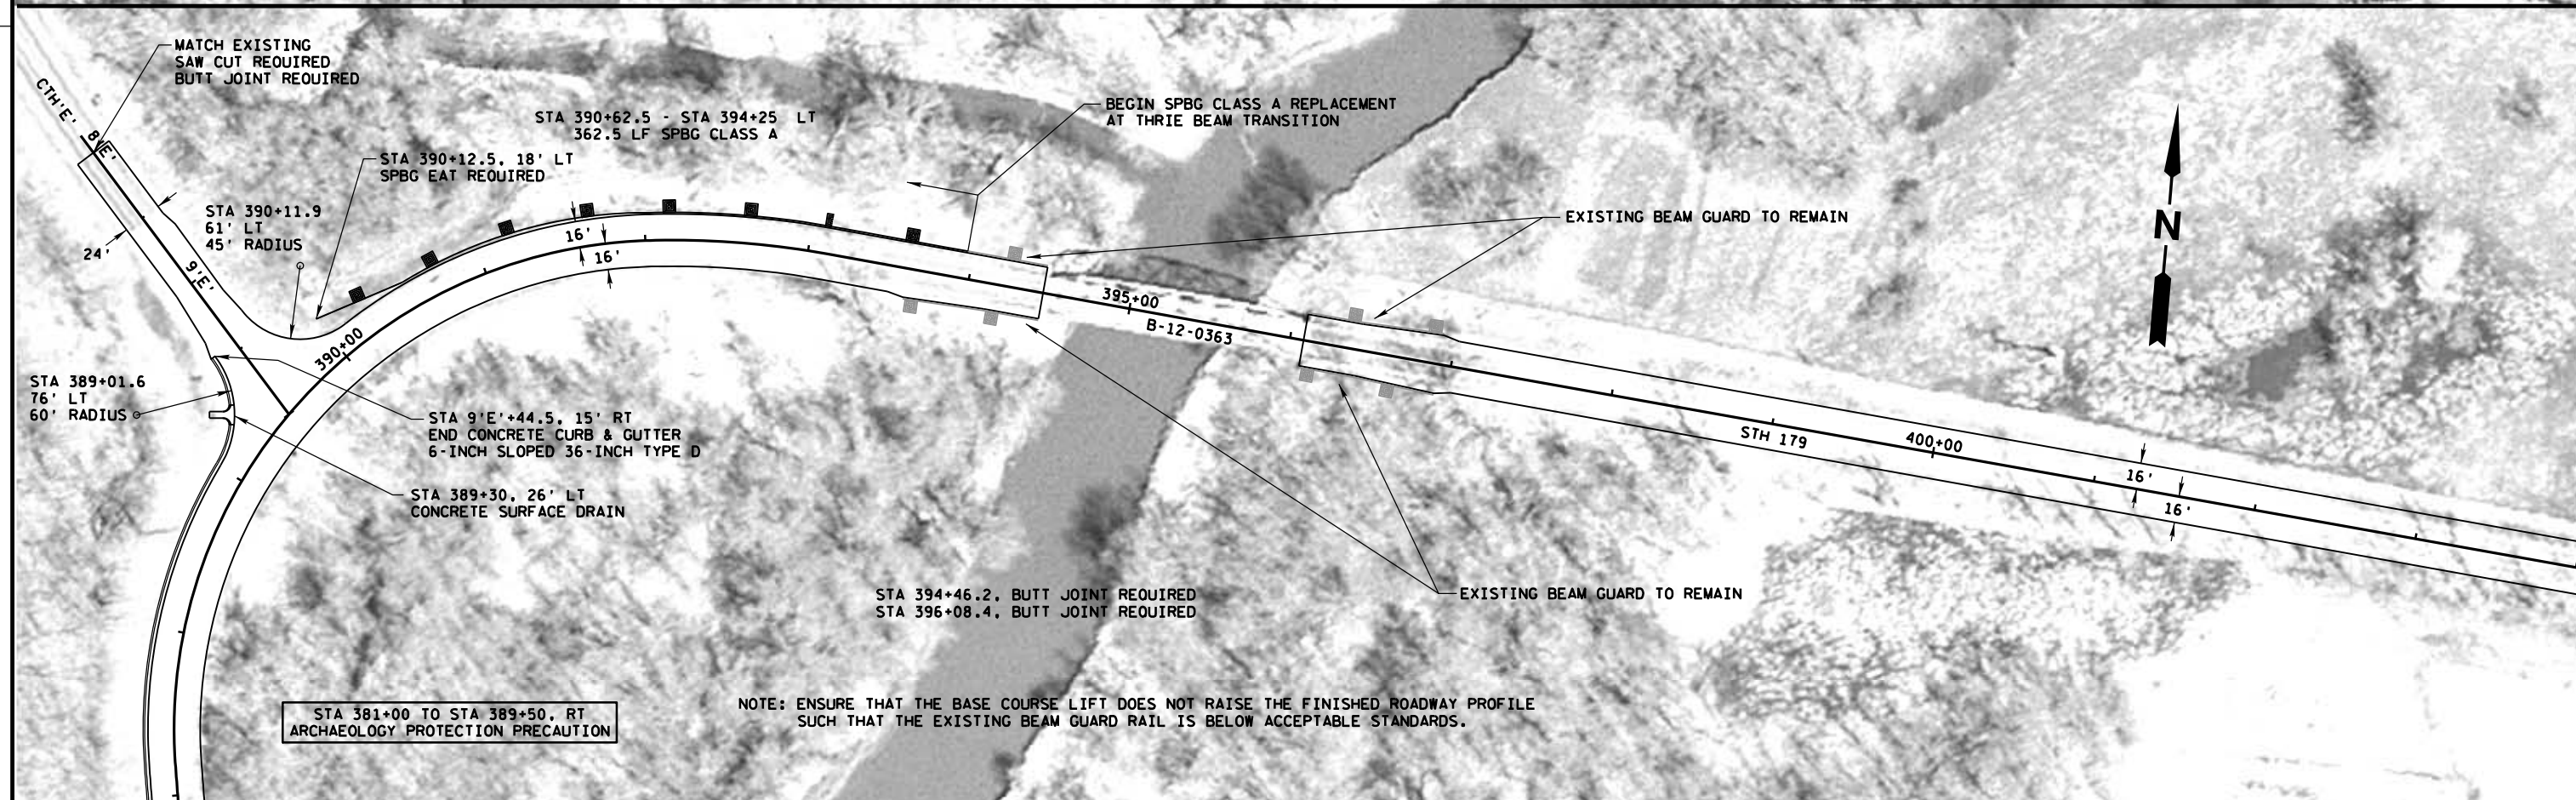 MATCH EXISTING
SAW CUT REQUIRED
BUTT JOINT REQUIRED
CTH'E'
8'E'
STA 390+62.5 - STA 394+25 LT
362.5 LF SPBG CLASS A
BEGIN SPBG CLASS A REPLACEMENT
AT THRIE BEAM TRANSITION
STA 390+12.5, 18' LT
SPBG EAT REQUIRED
STA 390+11.9
61' LT
45' RADIUS
24'
9'E'
16'
16'
EXISTING BEAM GUARD TO REMAIN
N
395+00
B-12-0363
390+00
STA 389+01.6
76' LT
60' RADIUS
STA 9'E'+44.5, 15' RT
END CONCRETE CURB & GUTTER
6-INCH SLOPED 36-INCH TYPE D
STH 179
400+00
16'
16'
STA 389+30, 26' LT
CONCRETE SURFACE DRAIN
STA 394+46.2, BUTT JOINT REQUIRED
STA 396+08.4, BUTT JOINT REQUIRED
EXISTING BEAM GUARD TO REMAIN
STA 381+00 TO STA 389+50, RT
ARCHAEOLOGY PROTECTION PRECAUTION
NOTE: ENSURE THAT THE BASE COURSE LIFT DOES NOT RAISE THE FINISHED ROADWAY PROFILE
SUCH THAT THE EXISTING BEAM GUARD RAIL IS BELOW ACCEPTABLE STANDARDS.